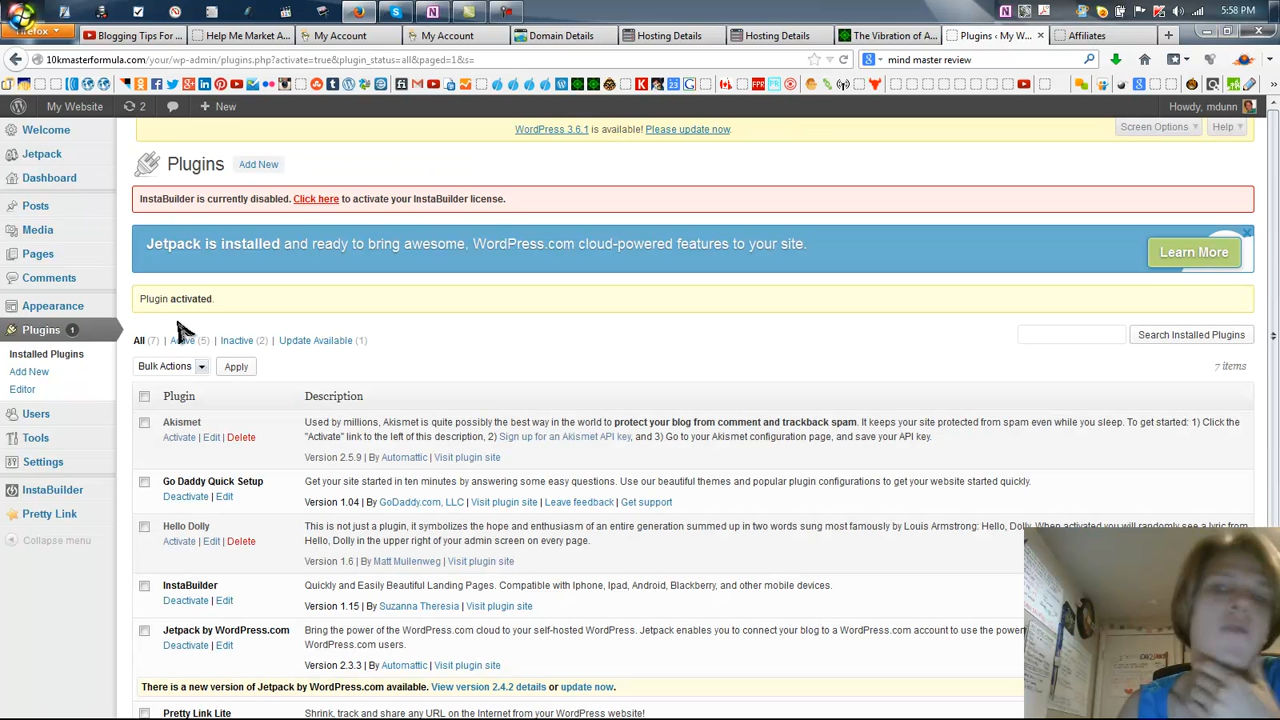 5:58 PM
Firefox
Blogging Tips For ...
Help Me Market A...
My Account
My Account
Domain Details
Hosting Details
Hosting Details
The Vibration of A...
Plugins ‹ My W...
Affiliates
10kmasterformula.com/your/wp-admin/plugins.php?activate=true&plugin_status=all&paged=1&s=
mind master review
My Website
2
New
Howdy, mdunn
Welcome
Jetpack
Dashboard
Posts
Media
Pages
Comments
Appearance
Plugins 1
Installed Plugins
Add New
Editor
Users
Tools
Settings
InstaBuilder
Pretty Link
Collapse menu
WordPress 3.6.1 is available! Please update now.
Screen Options
Help
Plugins
Add New
InstaBuilder is currently disabled. Click here to activate your InstaBuilder license.
Jetpack is installed and ready to bring awesome, WordPress.com cloud-powered features to your site.
Learn More
Plugin activated.
All (7) | Active (5) | Inactive (2) | Update Available (1)
Search Installed Plugins
Bulk Actions
Apply
7 items
Plugin
Description
Akismet
Activate | Edit | Delete
Used by millions, Akismet is quite possibly the best way in the world to protect your blog from comment and trackback spam. It keeps your site protected from spam even while you sleep. To get started: 1) Click the
"Activate" link to the left of this description, 2) Sign up for an Akismet API key, and 3) Go to your Akismet configuration page, and save your API key.
Version 2.5.9 | By Automattic | Visit plugin site
Go Daddy Quick Setup
Deactivate | Edit
Get your site started in ten minutes by answering some easy questions. Use our beautiful themes and popular plugin configurations to get your website started quickly.
Version 1.04 | By GoDaddy.com, LLC | Visit plugin site | Leave feedback | Get support
Hello Dolly
Activate | Edit | Delete
This is not just a plugin, it symbolizes the hope and enthusiasm of an entire generation summed up in two words sung most famously by Louis Armstrong: Hello, Dolly. When activated you will randomly see a lyric from
Hello, Dolly in the upper right of your admin screen on every page.
Version 1.6 | By Matt Mullenweg | Visit plugin site
InstaBuilder
Deactivate | Edit
Quickly and Easily Beautiful Landing Pages. Compatible with Iphone, Ipad, Android, Blackberry, and other mobile devices.
Version 1.15 | By Suzanna Theresia | Visit plugin site
Jetpack by WordPress.com
Deactivate | Edit
Bring the power of the WordPress.com cloud to your self-hosted WordPress. Jetpack enables you to connect your blog to a WordPress.com account to use the
WordPress.com users.
Version 2.3.3 | By Automattic | Visit plugin site
There is a new version of Jetpack by WordPress.com available. View version 2.4.2 details or update now.
Pretty Link Lite
Shrink, track and share any URL on the Internet from your WordPress website!